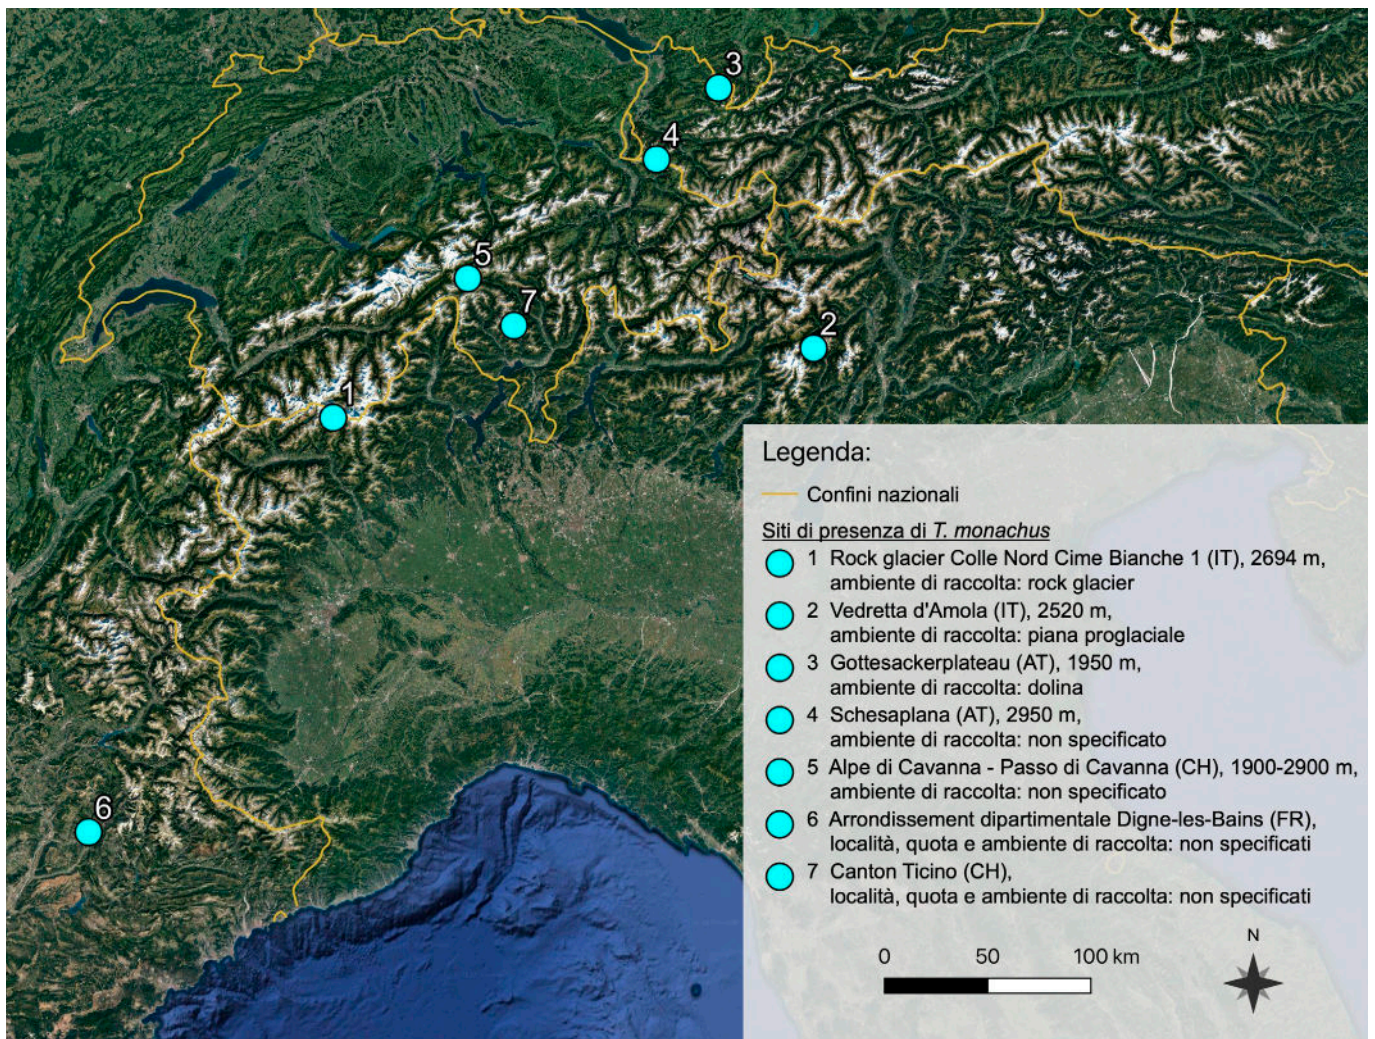 3
4
5
7
2
1
6
Legenda:
Confini nazionali
Siti di presenza di T. monachus
1 Rock glacier Colle Nord Cime Bianche 1 (IT), 2694 m,
ambiente di raccolta: rock glacier
2 Vedretta d'Amola (IT), 2520 m,
ambiente di raccolta: piana proglaciale
3 Gottesackerplateau (AT), 1950 m,
ambiente di raccolta: dolina
4 Schesaplana (AT), 2950 m,
ambiente di raccolta: non specificato
5 Alpe di Cavanna - Passo di Cavanna (CH), 1900-2900 m,
ambiente di raccolta: non specificato
6 Arrondissement dipartimentale Digne-les-Bains (FR),
località, quota e ambiente di raccolta: non specificati
7 Canton Ticino (CH),
località, quota e ambiente di raccolta: non specificati
0 50 100 km
N